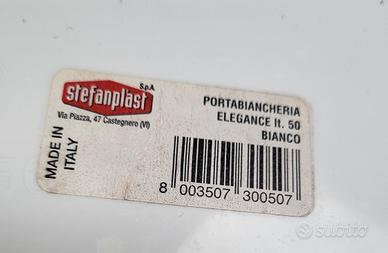 stefanplast S.p.A.
Via Piazza, 47 Castegnero (VI)
MADE IN
ITALY
PORTABIANCHERIA
ELEGANCE lt. 50
BIANCO
8 003507 300507
subito